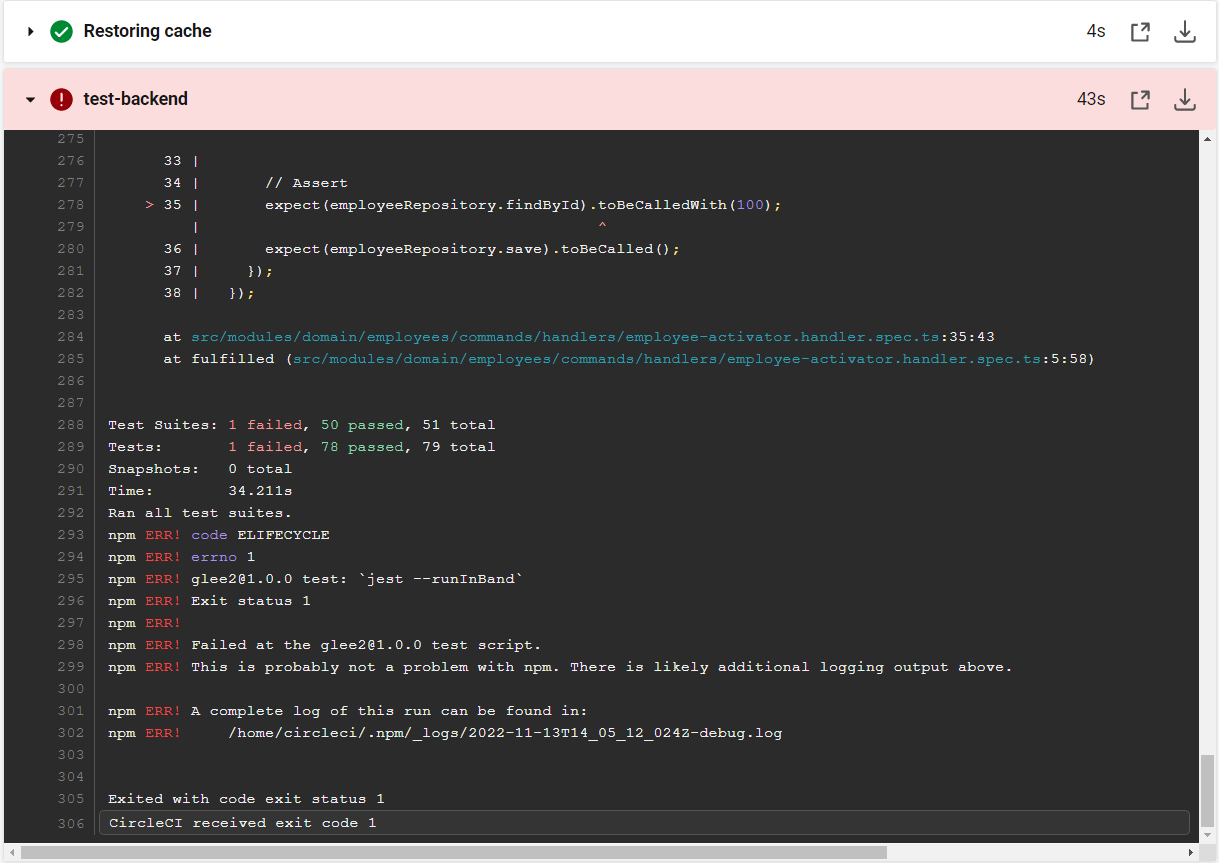 Restoring cache 4s
test-backend 43s
275
276 33 |
277 34 | // Assert
278 > 35 | expect(employeeRepository.findById).toBeCalledWith(100);
279 | ^
280 36 | expect(employeeRepository.save).toBeCalled();
281 37 | });
282 38 | });
283
284 at src/modules/domain/employees/commands/handlers/employee-activator.handler.spec.ts:35:43
285 at fulfilled (src/modules/domain/employees/commands/handlers/employee-activator.handler.spec.ts:5:58)
286
287
288 Test Suites: 1 failed, 50 passed, 51 total
289 Tests: 1 failed, 78 passed, 79 total
290 Snapshots: 0 total
291 Time: 34.211s
292 Ran all test suites.
293 npm ERR! code ELIFECYCLE
294 npm ERR! errno 1
295 npm ERR! glee2@1.0.0 test: `jest --runInBand`
296 npm ERR! Exit status 1
297 npm ERR!
298 npm ERR! Failed at the glee2@1.0.0 test script.
299 npm ERR! This is probably not a problem with npm. There is likely additional logging output above.
300
301 npm ERR! A complete log of this run can be found in:
302 npm ERR! /home/circleci/.npm/_logs/2022-11-13T14_05_12_024Z-debug.log
303
304
305 Exited with code exit status 1
306 CircleCI received exit code 1